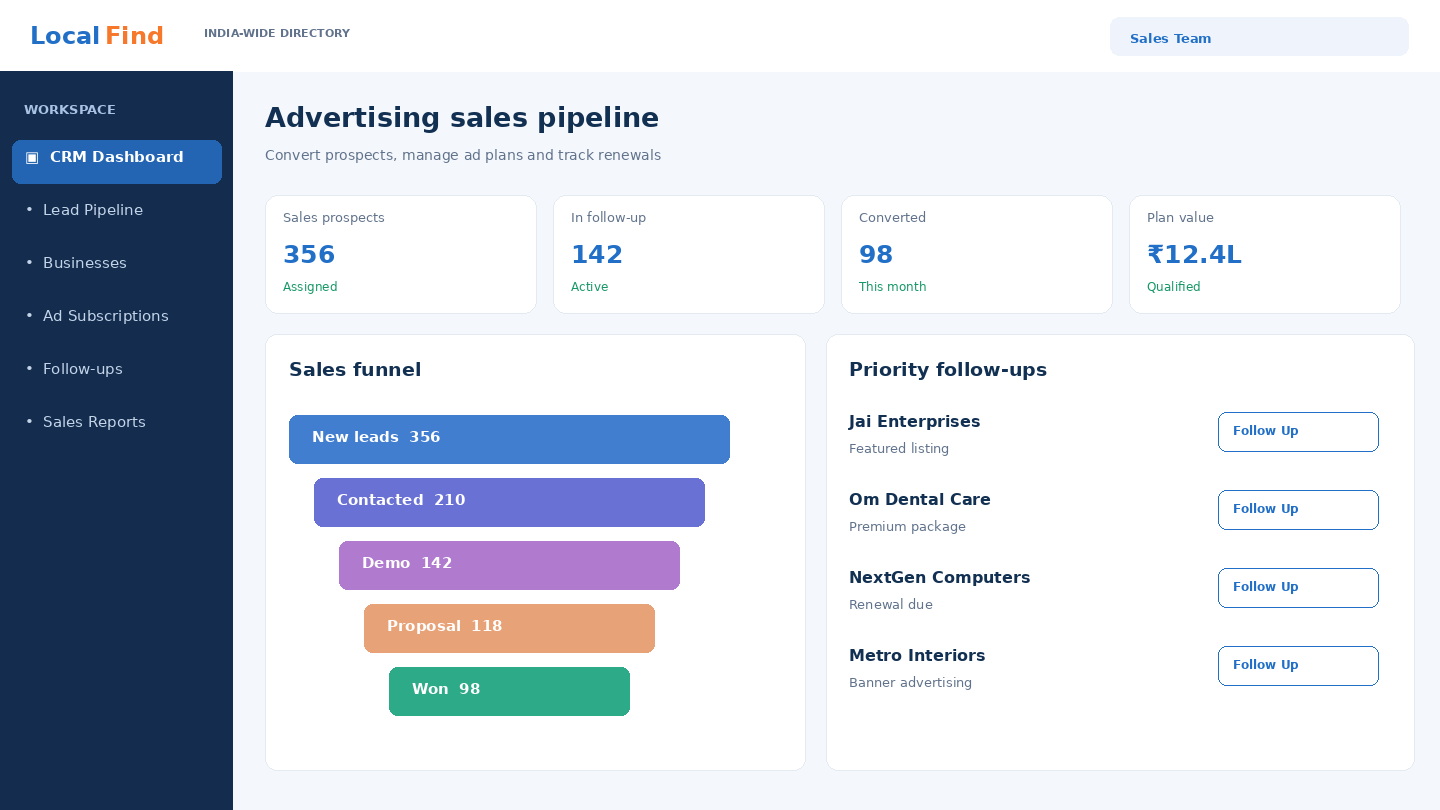 LocalFind INDIA-WIDE DIRECTORY Sales Team
WORKSPACE
▣ CRM Dashboard
• Lead Pipeline
• Businesses
• Ad Subscriptions
• Follow-ups
• Sales Reports
Advertising sales pipeline
Convert prospects, manage ad plans and track renewals
Sales prospects
356
Assigned
In follow-up
142
Active
Converted
98
This month
Plan value
₹12.4L
Qualified
Sales funnel
New leads 356
Contacted 210
Demo 142
Proposal 118
Won 98
Priority follow-ups
Jai Enterprises
Featured listing
Follow Up
Om Dental Care
Premium package
Follow Up
NextGen Computers
Renewal due
Follow Up
Metro Interiors
Banner advertising
Follow Up